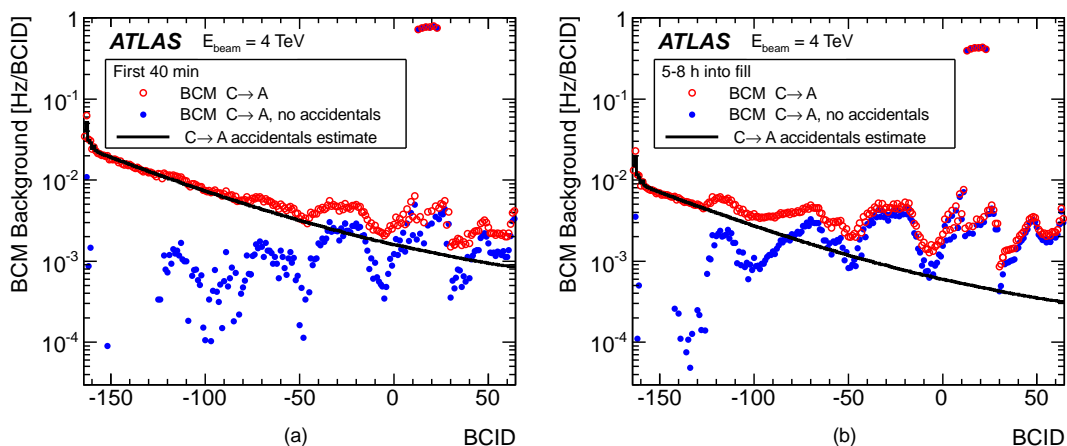 BCM Background [Hz/BCID]
1
10⁻¹
10⁻²
10⁻³
10⁻⁴
ATLAS E_beam = 4 TeV
First 40 min
BCM C→A
BCM C→A, no accidentals
C→A accidentals estimate
-150 -100 -50 0 50
BCID
(a)
BCM Background [Hz/BCID]
1
10⁻¹
10⁻²
10⁻³
10⁻⁴
ATLAS E_beam = 4 TeV
5-8 h into fill
BCM C→A
BCM C→A, no accidentals
C→A accidentals estimate
-150 -100 -50 0 50
BCID
(b)